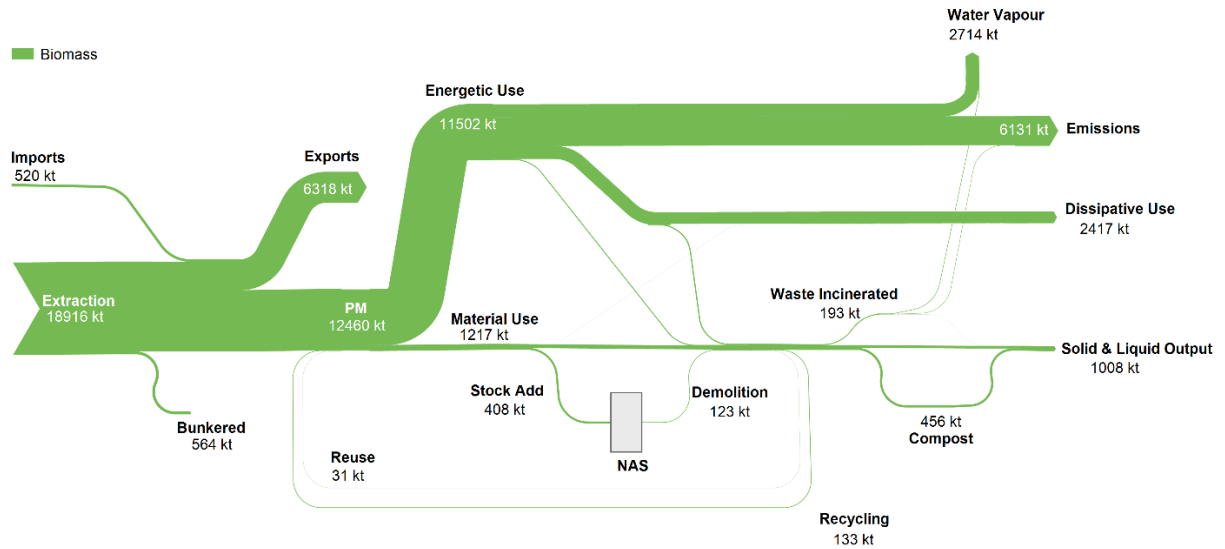 Water Vapour
2714 kt
Biomass
Energetic Use
11502 kt
6131 kt
Emissions
Imports
520 kt
Exports
6318 kt
Dissipative Use
2417 kt
Extraction
18916 kt
PM
12460 kt
Material Use
1217 kt
Waste Incinerated
193 kt
Solid & Liquid Output
1008 kt
Stock Add
408 kt
Demolition
123 kt
Bunkered
564 kt
456 kt
Compost
Reuse
31 kt
NAS
Recycling
133 kt